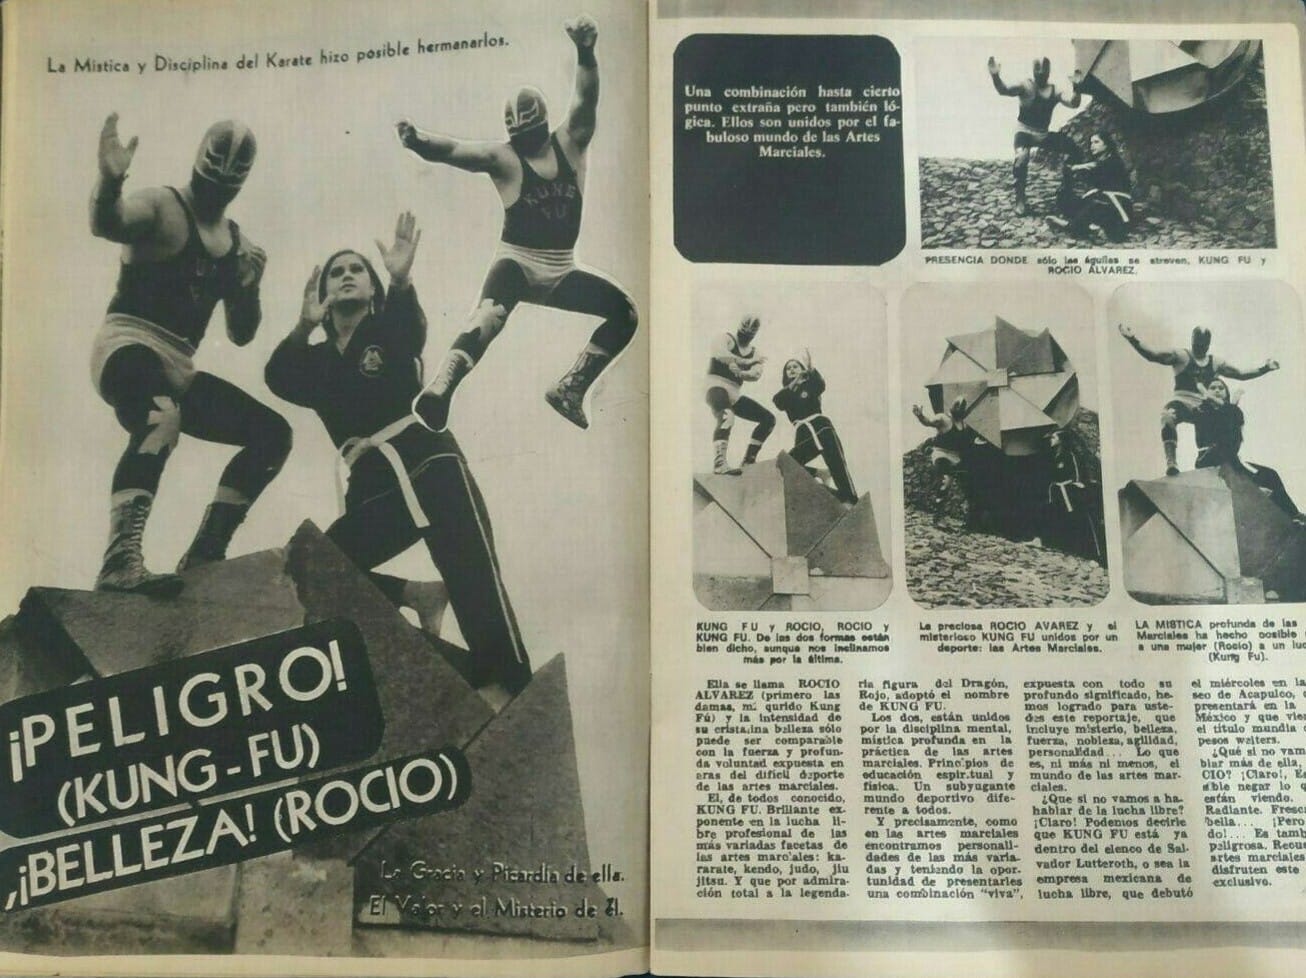 La Mistica y Disciplina del Karate hizo posible hermanarlos.
KUNG
FU
¡PELIGRO!
(KUNG-FU)
¡BELLEZA! (ROCIO)
La Gracia y Picardía de ella.
El Valor y el Misterio de él.
Una combinación hasta cierto
punto extraña pero también ló-
gica. Ellos son unidos por el fa-
buloso mundo de las Artes
Marciales.
PRESENCIA DONDE sólo las águilas se atreven, KUNG FU y
ROCIO ALVAREZ.
KUNG FU y ROCIO, ROCIO y
KUNG FU. De las dos formas están
bien dicho, aunque nos inclinamos
más por la última.
La preciosa ROCIO AVAREZ y el
misterioso KUNG FU unidos por un
deporte: las Artes Marciales.
LA MISTICA profunda de las
Marciales ha hecho posible
a una mujer (Rocío) a un
(Kung Fu).
Ella se llama ROCIO
ALVAREZ (primero las
damas, mi qurido Kung
Fú) y la intensidad de
su cristalina belleza sólo
puede ser comparable
con la fuerza y profun-
da voluntad expuesta en
aras del difícil deporte
de las artes marciales.
El, de todos conocido,
KUNG FU. Brillante ex-
ponente en la lucha li-
bre profesional de las
más variadas facetas de
las artes marciales: ka-
rarate, kendo, judo, jiu
jitsu. Y que por admira-
ción total a la legenda-
ria figura del Dragón,
Rojo, adoptó el nombre
de KUNG FU.
Los dos, están unidos
por la disciplina mental,
mística profunda en la
práctica de las artes
marciales. Principios de
educación espiritual y
física. Un subyugante
mundo deportivo dife-
rente a todos.
Y precisamente, como
en las artes marciales
encontramos personali-
dades de las más varia-
das y teniendo la opor-
tunidad de presentarles
una combinación "viva",
expuesta con todo su
profundo significado, he-
mos logrado para uste-
des este reportaje, que
incluye misterio, belleza,
fuerza, nobleza, agilidad,
personalidad... Lo que
es, ni más ni menos, el
mundo de las artes mar-
ciales.
¿Que si no vamos a ha-
hablar de la lucha libre?
¡Claro! Podemos decirle
que KUNG FU está ya
dentro del elenco de Sal-
vador Lutteroth, o sea la
empresa mexicana de
lucha libre, que debutó
el miércoles en la
seo de Acapulco,
presentará en la
México y que
el título mundia
pesos welters.
¿Qué si no vam
blar más de ella,
CIO? ¡Claro!,
ble negar lo
están viendo.
Radiante.
bella.... ¡Pero
do!... Es tamb
peligrosa.
artes marciales
disfruten este
exclusivo.